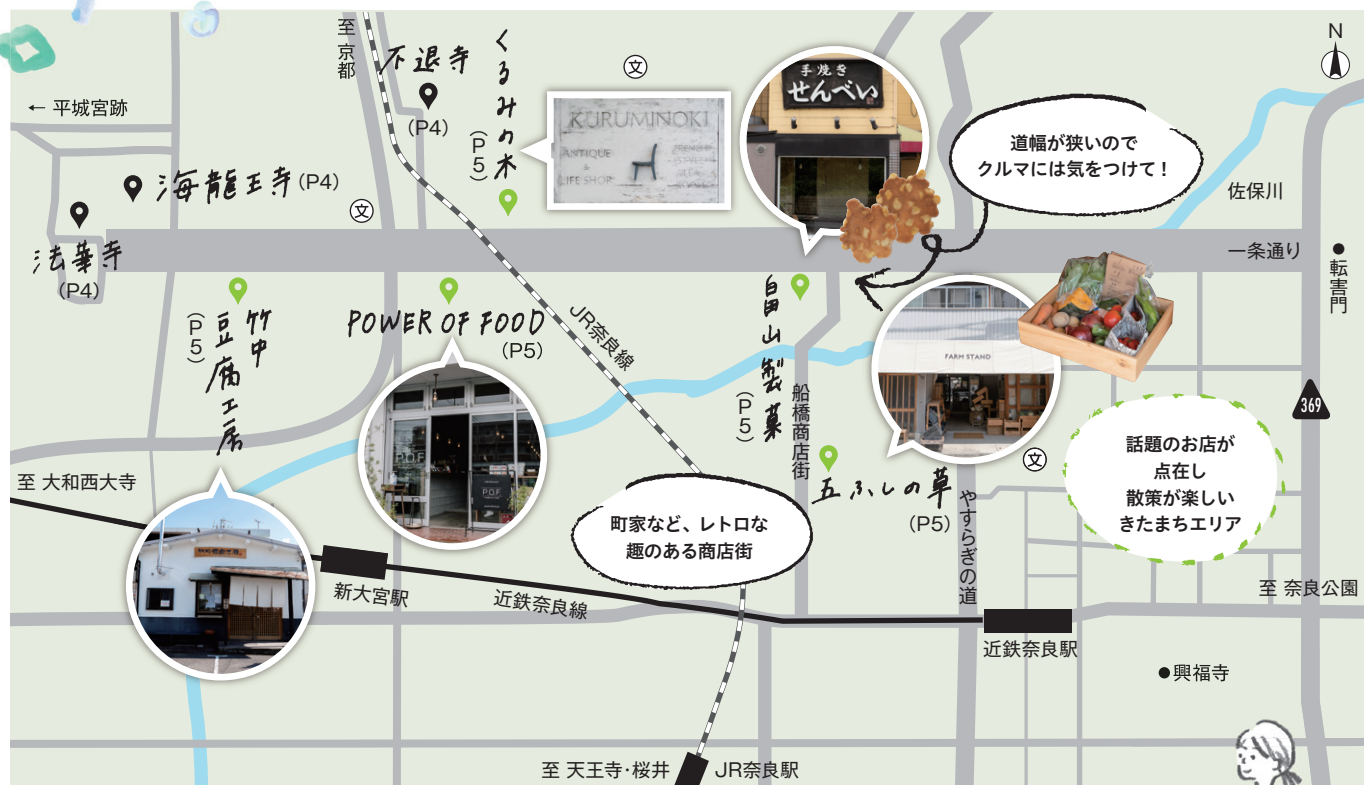 至 京都
不退寺
(P4)
くるみの木
(P5)
文
KURUMINOKI
ANTIQUE
&
LIFE SHOP
手焼き
せんべい
道幅が狭いので
クルマには気をつけて!
N
← 平城宮跡
海龍王寺 (P4)
文
法華寺
(P4)
佐保川
一条通り
転害門
竹中
豆腐工房
(P5)
POWER OF FOOD
(P5)
JR奈良線
畠山製菓
(P5)
船橋商店街
FARM STAND
369
P.O.F
P.O.F
五ふしの草
(P5)
文
やすらぎの道
話題のお店が
点在し
散策が楽しい
きたまちエリア
至 大和西大寺
町家など、レトロな
趣のある商店街
新大宮駅
近鉄奈良線
近鉄奈良駅
至 奈良公園
興福寺
至 天王寺・桜井
JR奈良駅